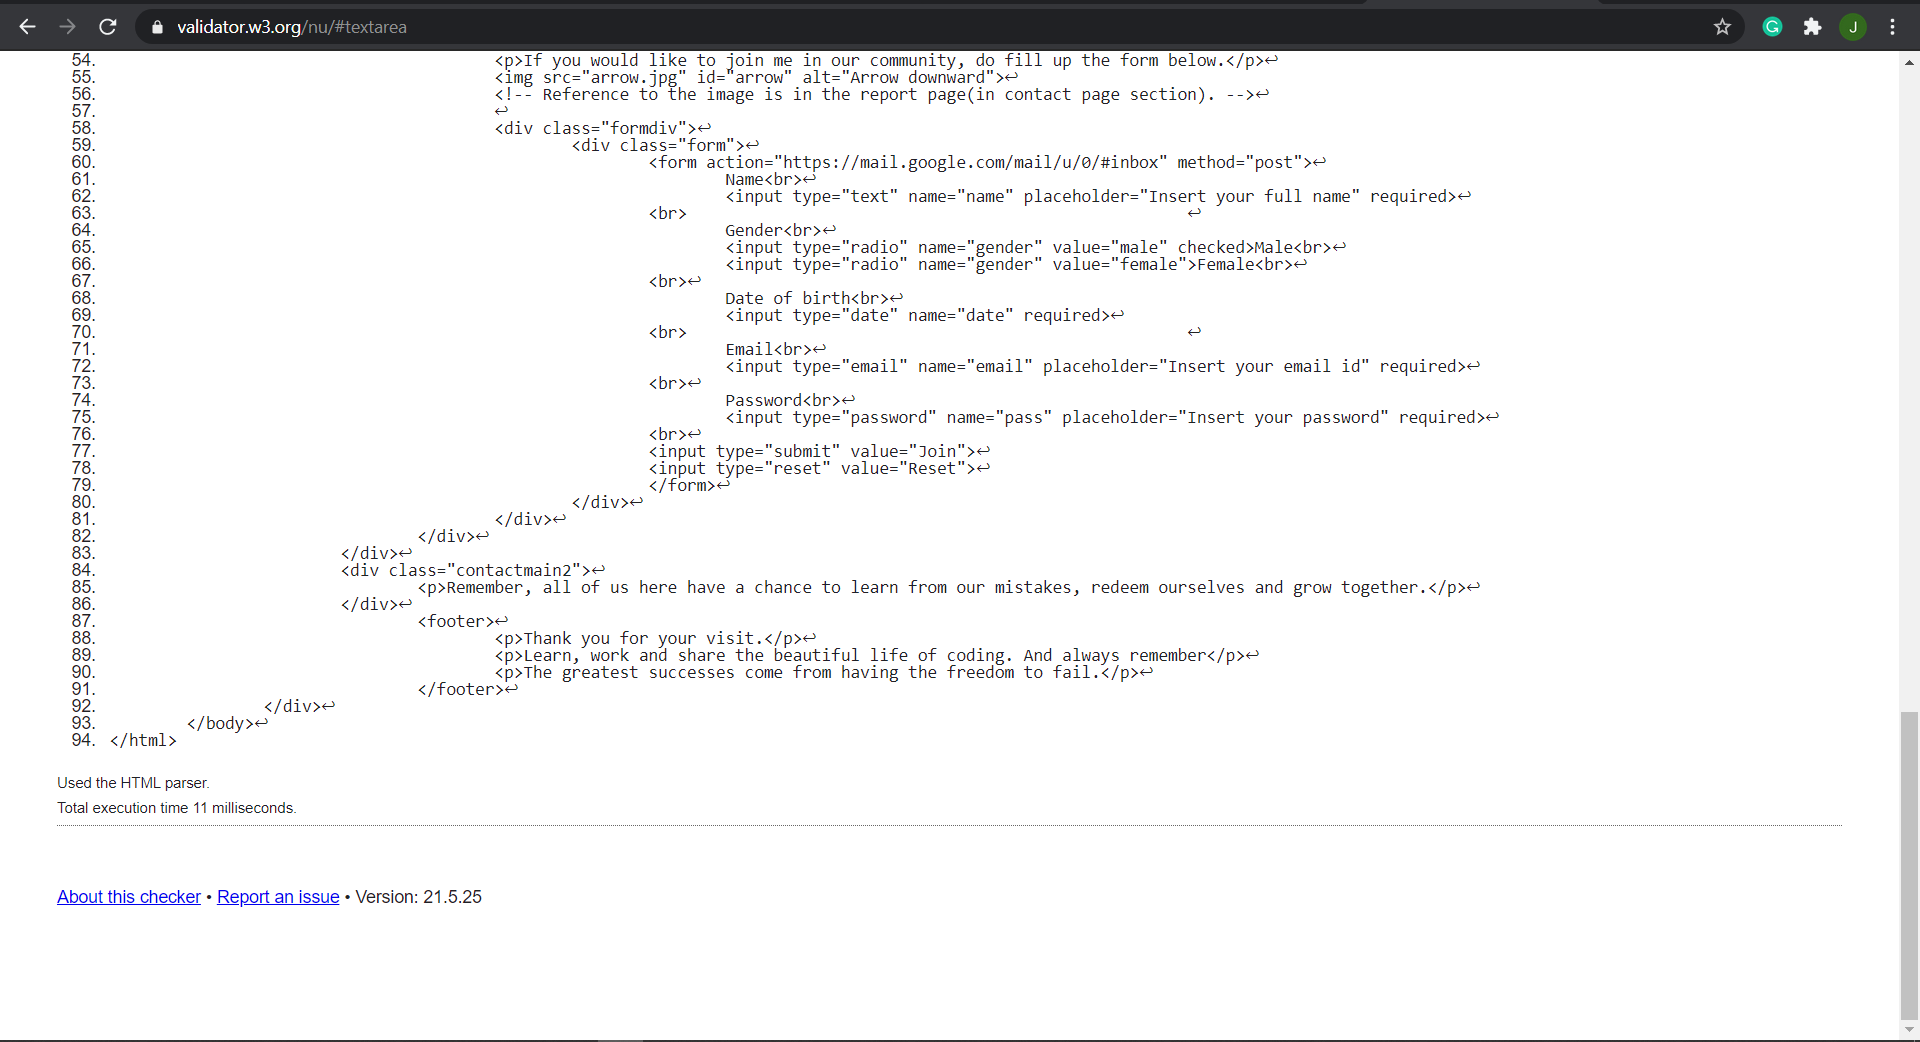 validator.w3.org/nu/#textarea
J
54. <p>If you would like to join me in our community, do fill up the form below.</p>↩
55. <img src="arrow.jpg" id="arrow" alt="Arrow downward">↩
56. <!-- Reference to the image is in the report page(in contact page section). -->↩
57. ↩
58. <div class="formdiv">↩
59. <div class="form">↩
60. <form action="https://mail.google.com/mail/u/0/#inbox" method="post">↩
61. Name<br>↩
62. <input type="text" name="name" placeholder="Insert your full name" required>↩
63. <br> ↩
64. Gender<br>↩
65. <input type="radio" name="gender" value="male" checked>Male<br>↩
66. <input type="radio" name="gender" value="female">Female<br>↩
67. <br>↩
68. Date of birth<br>↩
69. <input type="date" name="date" required>↩
70. <br> ↩
71. Email<br>↩
72. <input type="email" name="email" placeholder="Insert your email id" required>↩
73. <br>↩
74. Password<br>↩
75. <input type="password" name="pass" placeholder="Insert your password" required>↩
76. <br>↩
77. <input type="submit" value="Join">↩
78. <input type="reset" value="Reset">↩
79. </form>↩
80. </div>↩
81. </div>↩
82. </div>↩
83. </div>↩
84. <div class="contactmain2">↩
85. <p>Remember, all of us here have a chance to learn from our mistakes, redeem ourselves and grow together.</p>↩
86. </div>↩
87. <footer>↩
88. <p>Thank you for your visit.</p>↩
89. <p>Learn, work and share the beautiful life of coding. And always remember</p>↩
90. <p>The greatest successes come from having the freedom to fail.</p>↩
91. </footer>↩
92. </div>↩
93. </body>↩
94. </html>
Used the HTML parser.
Total execution time 11 milliseconds.
About this checker • Report an issue • Version: 21.5.25